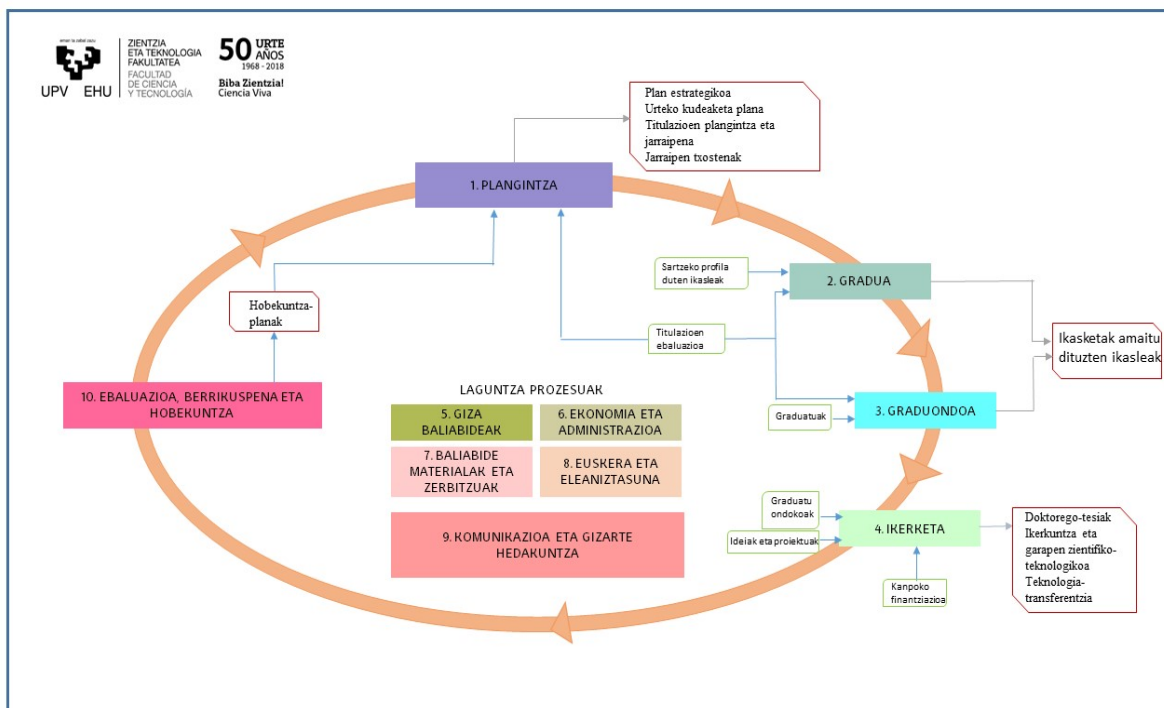 eman ta zabal zazu
UPV EHU
ZIENTZIA
ETA TEKNOLOGIA
FAKULTATEA
FACULTAD
DE CIENCIA
Y TECNOLOGÍA
50 URTE
AÑOS
1968 - 2018
Biba Zientzia!
Ciencia Viva
Plan estrategikoa
Urteko kudeaketa plana
Titulazioen plangintza eta
jarraipena
Jarraipen txostenak
1. PLANGINTZA
Sartzeko profila
duten ikasleak
2. GRADUA
Hobekuntza-
planak
Titulazioen
ebaluazioa
Ikasketak amaitu
dituzten ikasleak
10. EBALUAZIOA, BERRIKUSPENA ETA
HOBEKUNTZA
LAGUNTZA PROZESUAK
5. GIZA
BALIABIDEAK
6. EKONOMIA ETA
ADMINISTRAZIOA
Graduatuak
3. GRADUONDOA
7. BALIABIDE
MATERIALAK ETA
ZERBITZUAK
8. EUSKERA ETA
ELEANIZTASUNA
Graduatu
ondokoak
Ideiak eta proiektuak
4. IKERKETA
Doktorego-tesiak
Ikerkuntza eta
garapen zientifiko-
teknologikoa
Teknologia-
transferentzia
9. KOMUNIKAZIOA ETA GIZARTE
HEDAKUNTZA
Kanpoko
finantziazioa